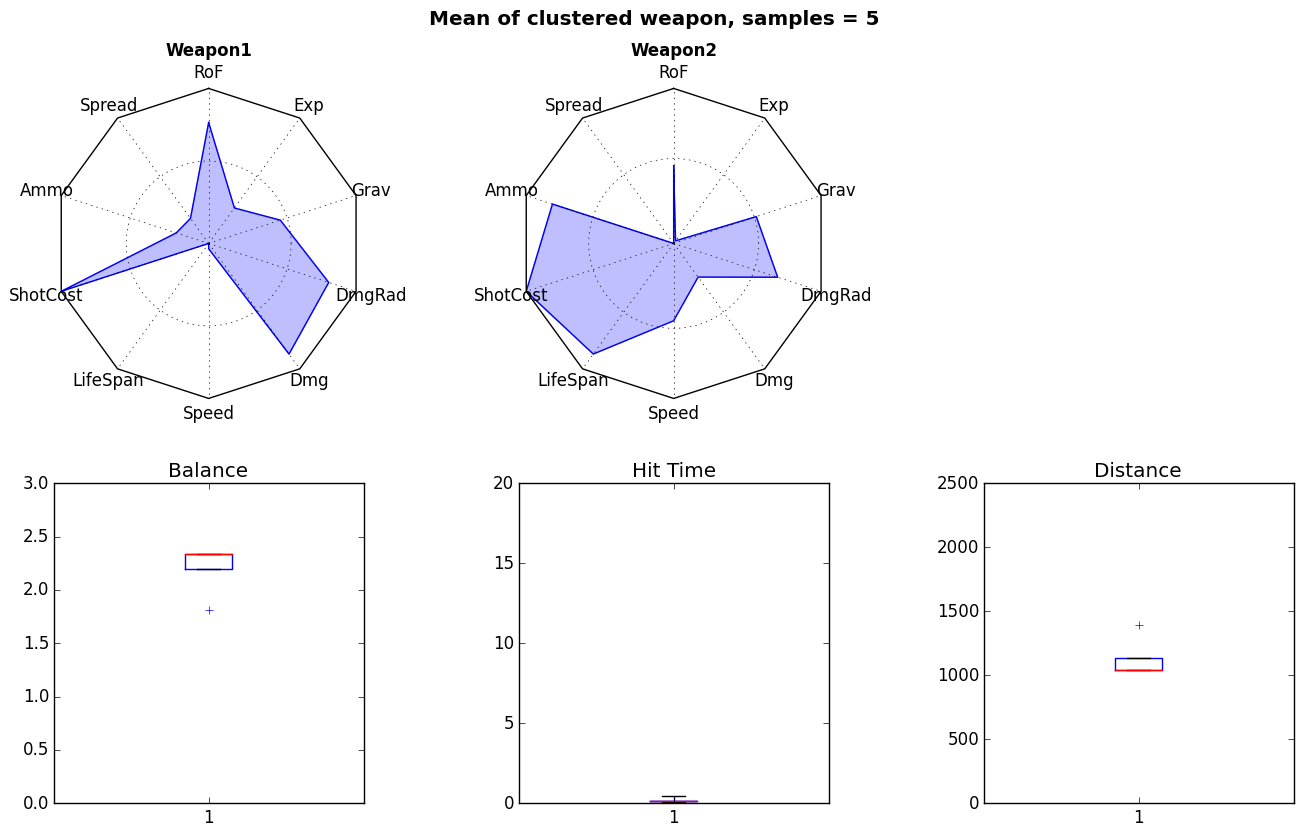 Mean of clustered weapon, samples = 5
Weapon1
RoF
Spread
Exp
Ammo
Grav
ShotCost
DmgRad
LifeSpan
Dmg
Speed
Weapon2
RoF
Spread
Exp
Ammo
Grav
ShotCost
DmgRad
LifeSpan
Dmg
Speed
Balance
3.0
2.5
2.0
1.5
1.0
0.5
0.0
1
Hit Time
20
15
10
5
0
1
Distance
2500
2000
1500
1000
500
0
1